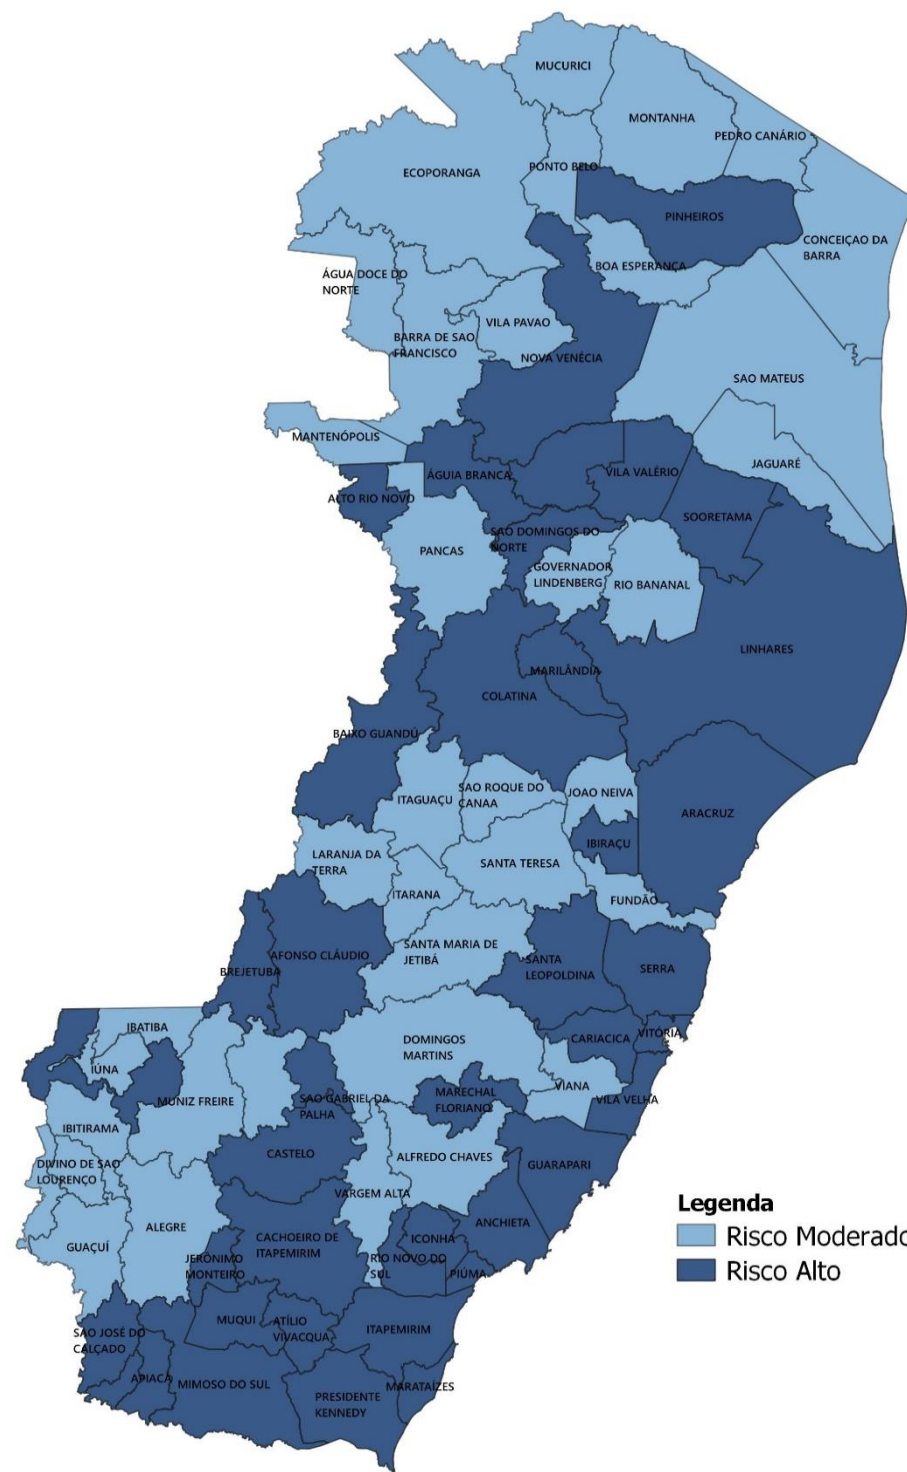 MUCURICI
MONTANHA
PEDRO CANÁRIO
PONTO BELO
ECOPORANGA
PINHEIROS
CONCEIÇAO DA
BARRA
BOA ESPERANÇA
ÁGUA DOCE DO
NORTE
VILA PAVAO
BARRA DE SAO
FRANCISCO
NOVA VENÉCIA
SAO MATEUS
MANTENÓPOLIS
JAGUARÉ
ÁGUIA BRANCA
VILA VALÉRIO
ALTO RIO NOVO
SOORETAMA
SAO DOMINGOS DO
NORTE
PANCAS
GOVERNADOR
LINDENBERG
RIO BANANAL
LINHARES
MARILÂNDIA
COLATINA
BAIXO GUANDÚ
SAO ROQUE DO
CANAA
JOAO NEIVA
ITAGUAÇU
ARACRUZ
IBIRAÇU
LARANJA DA
TERRA
SANTA TERESA
ITARANA
FUNDÃO
SANTA MARIA DE
JETIBÁ
AFONSO CLÁUDIO
BREJETUBA
SANTA
LEOPOLDINA
SERRA
IBATIBA
VITÓRIA
CARIACICA
DOMINGOS
MARTINS
IÚNA
VIANA
MARECHAL
FLORIANO
VILA VELHA
MUNIZ FREIRE
SAO GABRIEL DA
PALHA
IBITIRAMA
CASTELO
ALFREDO CHAVES
DIVINO DE SAO
LOURENÇO
GUARAPARI
VARGEM ALTA
Legenda
Risco Moderado
Risco Alto
ANCHIETA
ALEGRE
CACHOEIRO DE
ITAPEMIRIM
ICONHA
GUAÇUÍ
JERÔNIMO
MONTEIRO
RIO NOVO DO
SUL
PIÚMA
MUQUI
ATÍLIO
VIVACQUA
ITAPEMIRIM
SAO JOSÉ DO
CALÇADO
APIACÁ
MIMOSO DO SUL
MARATAÍZES
PRESIDENTE
KENNEDY